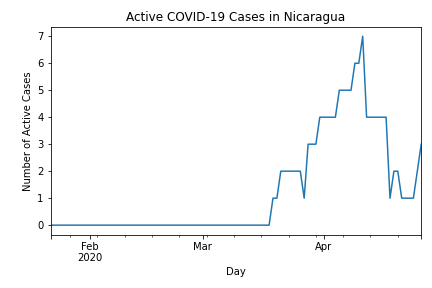 Active COVID-19 Cases in Nicaragua
Number of Active Cases
7
6
5
4
3
2
1
0
Feb
2020
Mar
Apr
Day